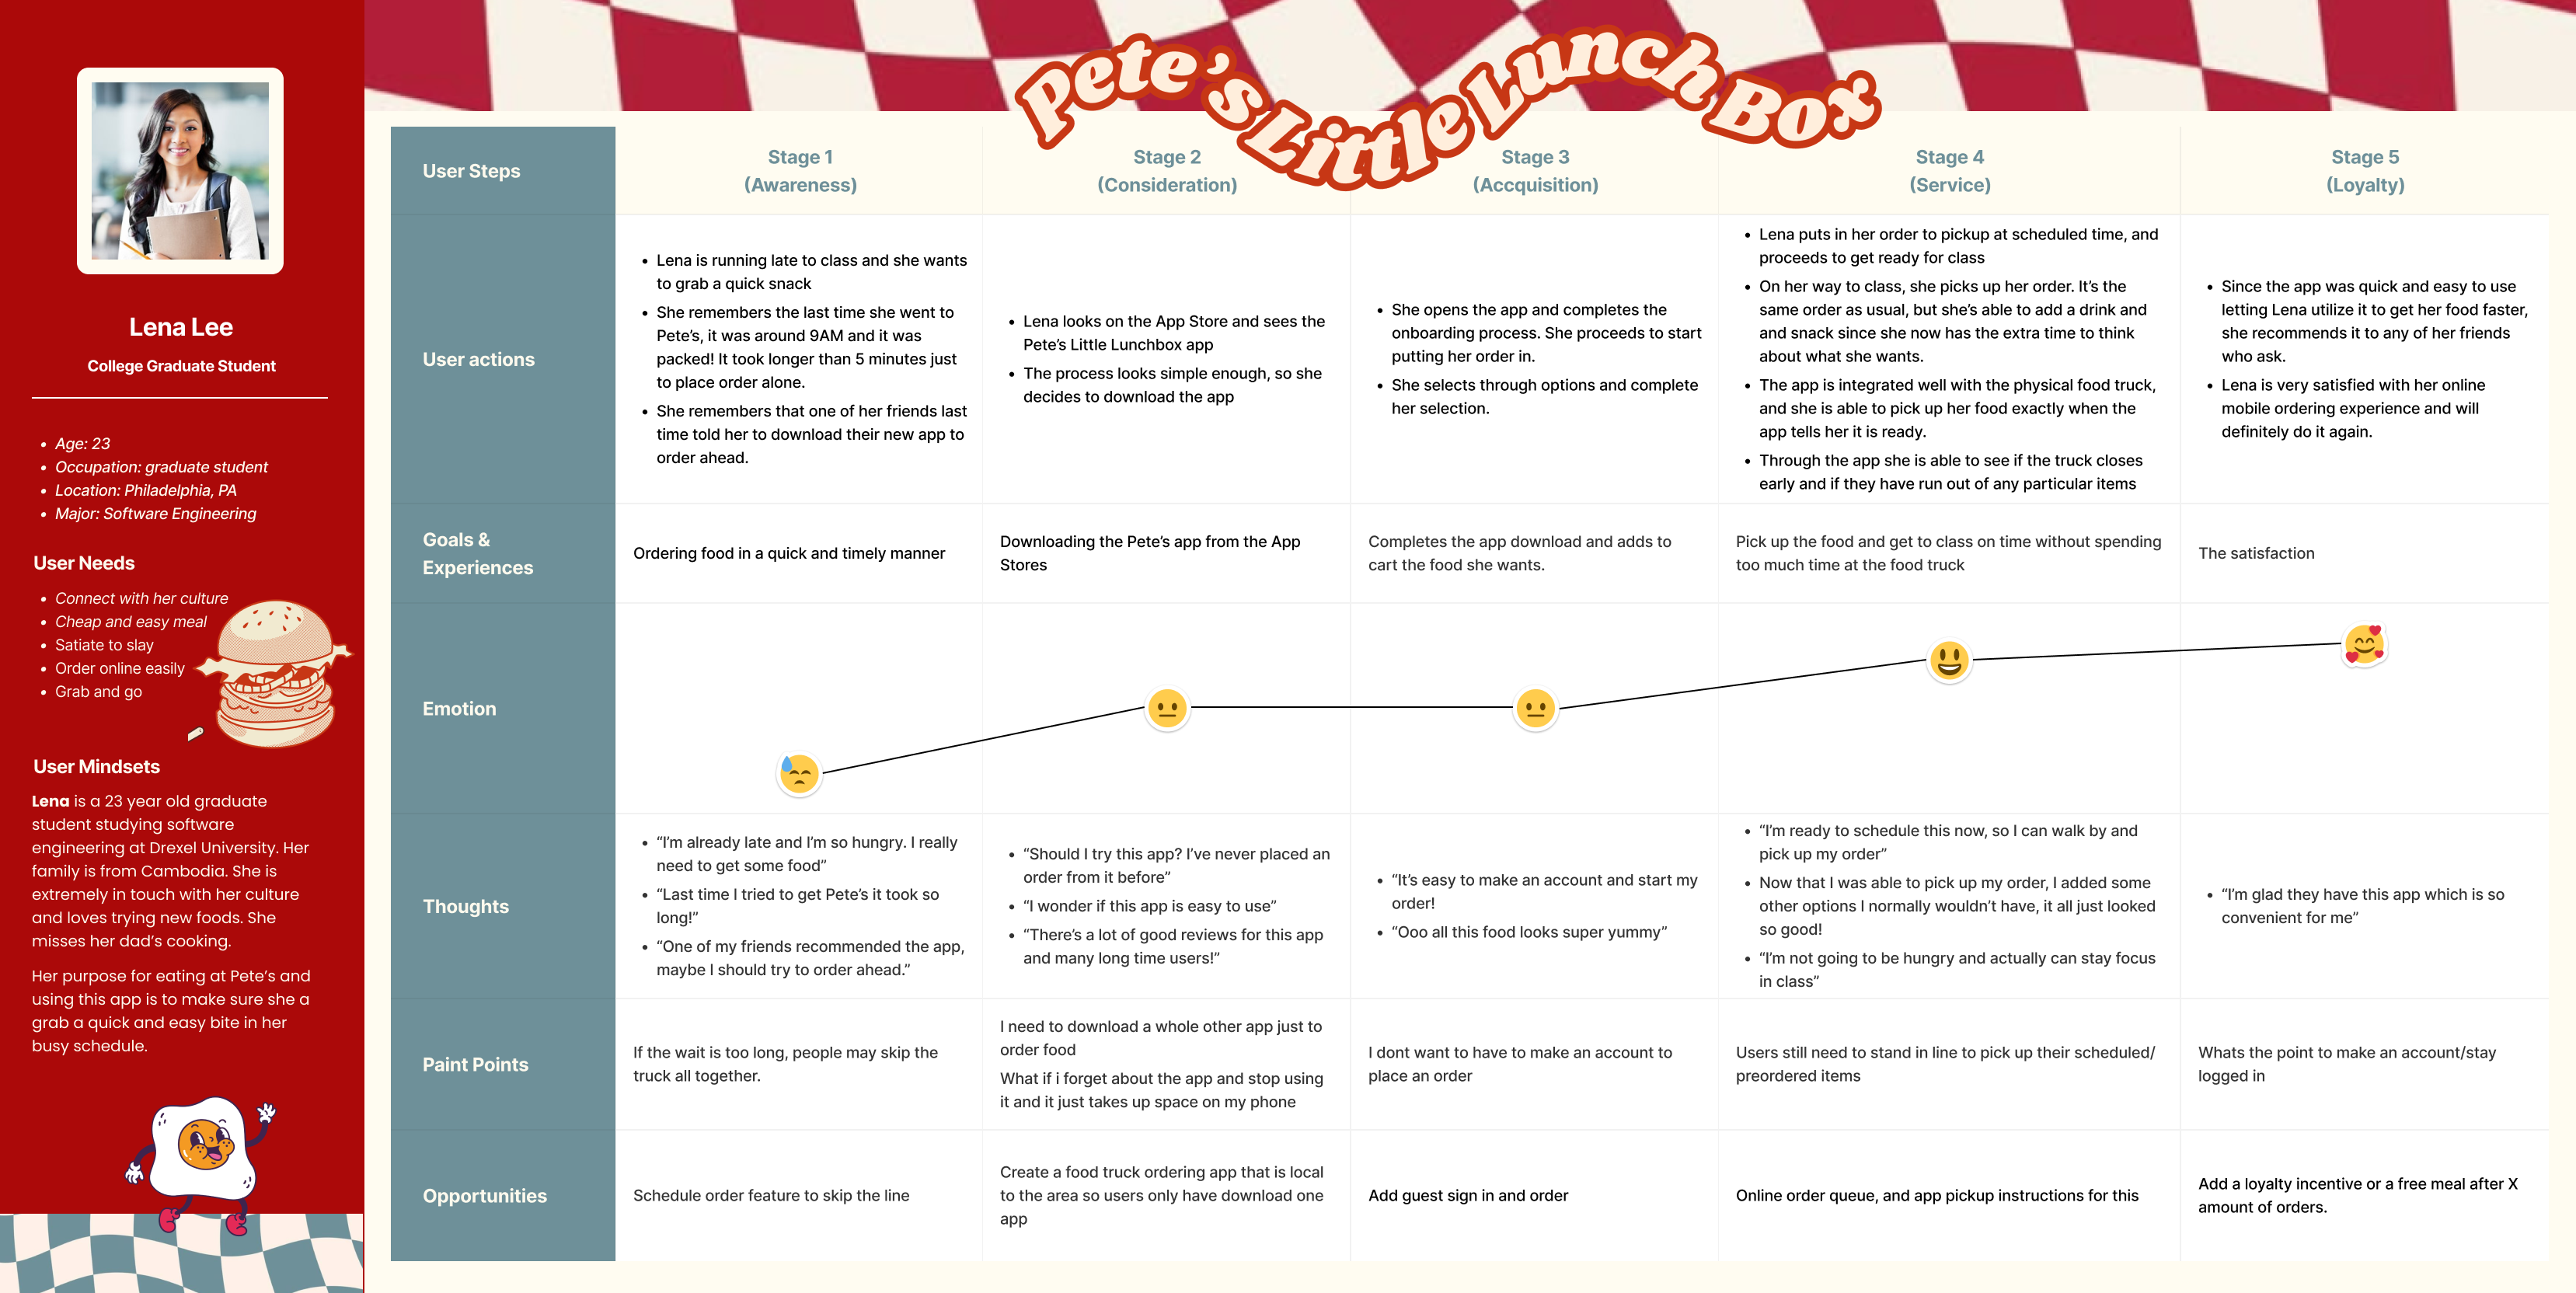 Pete's Little Lunch Box
Lena Lee
College Graduate Student
• Age: 23
• Occupation: graduate student
• Location: Philadelphia, PA
• Major: Software Engineering
User Needs
• Connect with her culture
• Cheap and easy meal
• Satiate to slay
• Order online easily
• Grab and go
User Mindsets
Lena is a 23 year old graduate
student studying software
engineering at Drexel University. Her
family is from Cambodia. She is
extremely in touch with her culture
and loves trying new foods. She
misses her dad's cooking.
Her purpose for eating at Pete's and
using this app is to make sure she a
grab a quick and easy bite in her
busy schedule.
User Steps
Stage 1
(Awareness)
Stage 2
(Consideration)
Stage 3
(Accquisition)
Stage 4
(Service)
Stage 5
(Loyalty)
User actions
• Lena is running late to class and she wants
to grab a quick snack
• She remembers the last time she went to
Pete's, it was around 9AM and it was
packed! It took longer than 5 minutes just
to place order alone.
• She remembers that one of her friends last
time told her to download their new app to
order ahead.
• Lena looks on the App Store and sees the
Pete's Little Lunchbox app
• The process looks simple enough, so she
decides to download the app
• She opens the app and completes the
onboarding process. She proceeds to start
putting her order in.
• She selects through options and complete
her selection.
• Lena puts in her order to pickup at scheduled time, and
proceeds to get ready for class
• On her way to class, she picks up her order. It's the
same order as usual, but she's able to add a drink and
and snack since she now has the extra time to think
about what she wants.
• The app is integrated well with the physical food truck,
and she is able to pick up her food exactly when the
app tells her it is ready.
• Through the app she is able to see if the truck closes
early and if they have run out of any particular items
• Since the app was quick and easy to use
letting Lena utilize it to get her food faster,
she recommends it to any of her friends
who ask.
• Lena is very satisfied with her online
mobile ordering experience and will
definitely do it again.
Goals &
Experiences
Ordering food in a quick and timely manner
Downloading the Pete's app from the App
Stores
Completes the app download and adds to
cart the food she wants.
Pick up the food and get to class on time without spending
too much time at the food truck
The satisfaction
Emotion
Thoughts
• “I'm already late and I'm so hungry. I really
need to get some food”
• “Last time I tried to get Pete's it took so
long!”
• “One of my friends recommended the app,
maybe I should try to order ahead.”
• “Should I try this app? I've never placed an
order from it before”
• “I wonder if this app is easy to use”
• “There's a lot of good reviews for this app
and many long time users!”
• “It's easy to make an account and start my
order!
• “Ooo all this food looks super yummy”
• “I'm ready to schedule this now, so I can walk by and
pick up my order”
• Now that I was able to pick up my order, I added some
other options I normally wouldn't have, it all just looked
so good!
• “I'm not going to be hungry and actually can stay focus
in class”
• “I'm glad they have this app which is so
convenient for me”
Paint Points
If the wait is too long, people may skip the
truck all together.
I need to download a whole other app just to
order food
What if i forget about the app and stop using
it and it just takes up space on my phone
I dont want to have to make an account to
place an order
Users still need to stand in line to pick up their scheduled/
preordered items
Whats the point to make an account/stay
logged in
Opportunities
Schedule order feature to skip the line
Create a food truck ordering app that is local
to the area so users only have download one
app
Add guest sign in and order
Online order queue, and app pickup instructions for this
Add a loyalty incentive or a free meal after X
amount of orders.